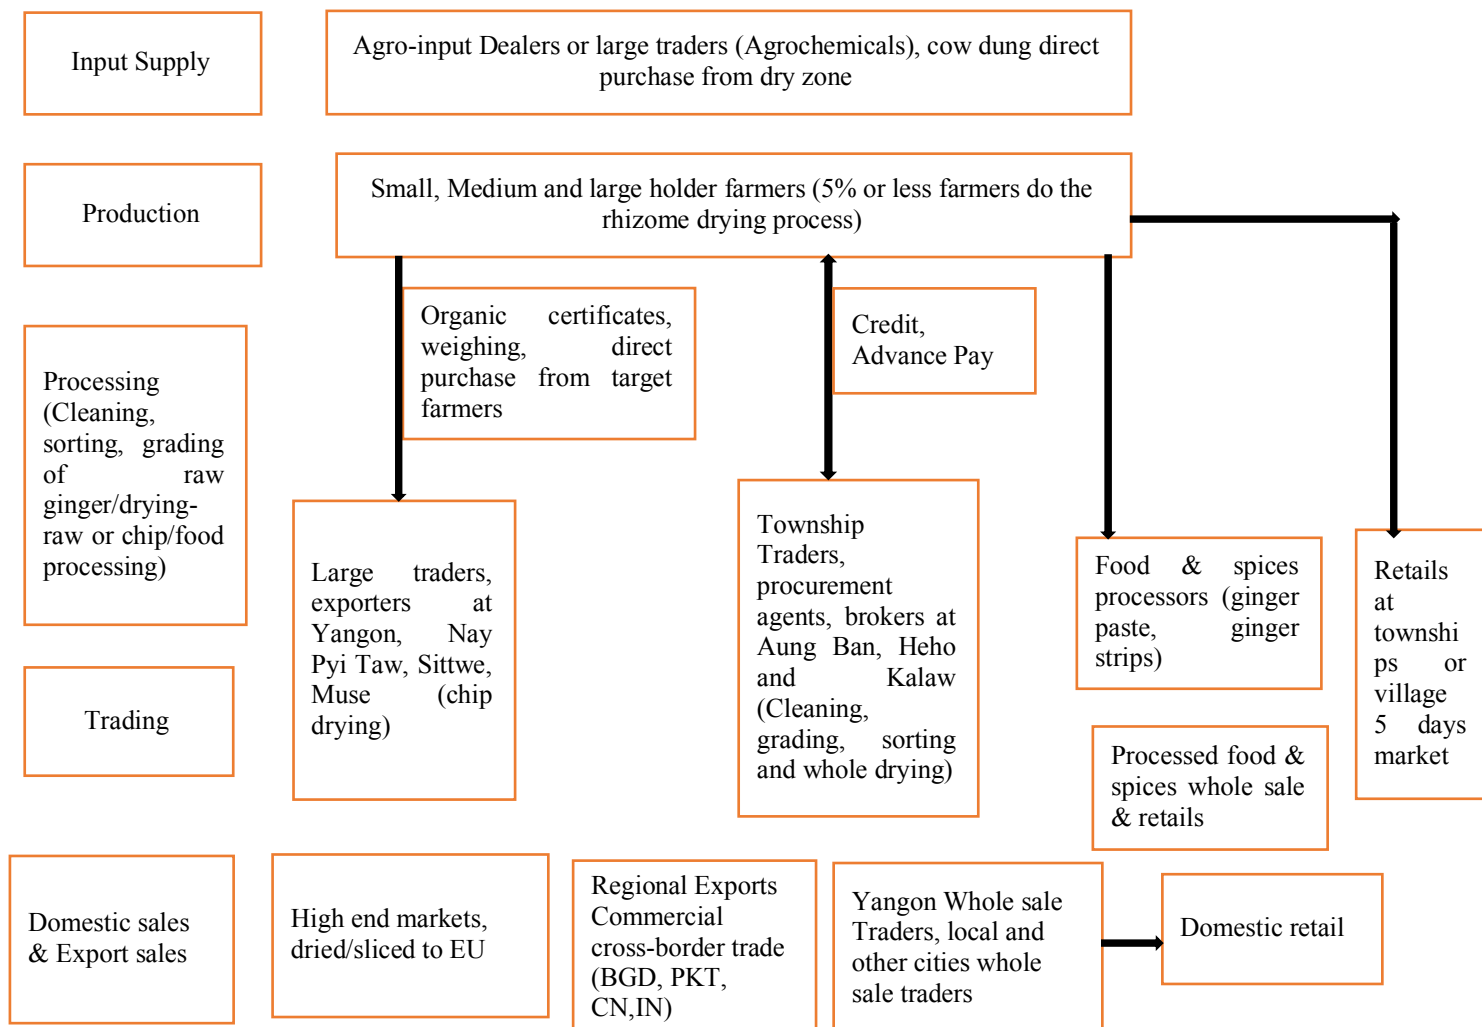 Input Supply
Agro-input Dealers or large traders (Agrochemicals), cow dung direct
purchase from dry zone
Production
Small, Medium and large holder farmers (5% or less farmers do the
rhizome drying process)
Organic certificates,
weighing, direct
purchase from target
farmers
Credit,
Advance Pay
Processing
(Cleaning,
sorting, grading
of raw
ginger/drying-
raw or chip/food
processing)
Large traders,
exporters at
Yangon, Nay
Pyi Taw, Sittwe,
Muse (chip
drying)
Township
Traders,
procurement
agents, brokers at
Aung Ban, Heho
and Kalaw
(Cleaning,
grading, sorting
and whole drying)
Food & spices
processors (ginger
paste, ginger
strips)
Retails
at
townshi
ps or
village
5 days
market
Trading
Processed food &
spices whole sale
& retails
Domestic sales
& Export sales
High end markets,
dried/sliced to EU
Regional Exports
Commercial
cross-border trade
(BGD, PKT,
CN,IN)
Yangon Whole sale
Traders, local and
other cities whole
sale traders
Domestic retail